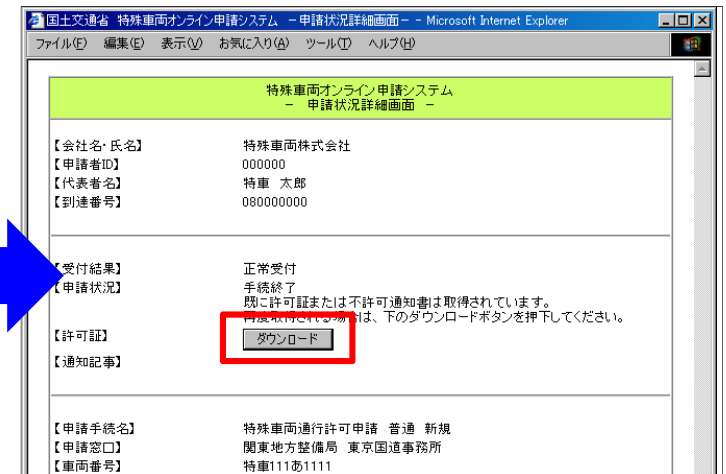 国土交通省 特殊車両オンライン申請システム －申請状況詳細画面－ - Microsoft Internet Explorer
ファイル(F) 編集(E) 表示(V) お気に入り(A) ツール(T) ヘルプ(H)
特殊車両オンライン申請システム
－ 申請状況詳細画面 －
【会社名・氏名】 特殊車両株式会社
【申請者ID】 000000
【代表者名】 特車 太郎
【到達番号】 080000000
【受付結果】 正常受付
【申請状況】 手続終了
既に許可証または不許可通知書は取得されています。
再度取得される場合は、下のダウンロードボタンを押下してください。
【許可証】 ダウンロード
【通知記事】
【申請手続名】 特殊車両通行許可申請 普通 新規
【申請窓口】 関東地方整備局 東京国道事務所
【車両番号】 特車111あ1111